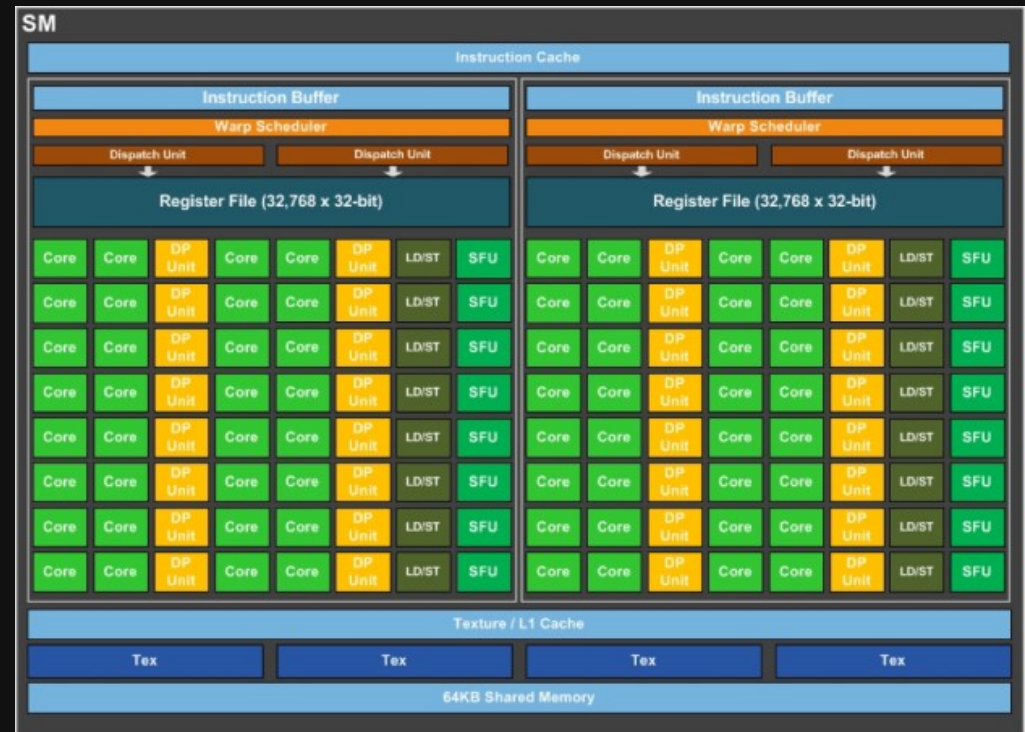 SM
Instruction Cache
Instruction Buffer Instruction Buffer
Warp Scheduler Warp Scheduler
Dispatch Unit Dispatch Unit Dispatch Unit Dispatch Unit
Register File (32,768 x 32-bit) Register File (32,768 x 32-bit)
Core Core DP Unit Core Core DP Unit LD/ST SFU Core Core DP Unit Core Core DP Unit LD/ST SFU
Core Core DP Unit Core Core DP Unit LD/ST SFU Core Core DP Unit Core Core DP Unit LD/ST SFU
Core Core DP Unit Core Core DP Unit LD/ST SFU Core Core DP Unit Core Core DP Unit LD/ST SFU
Core Core DP Unit Core Core DP Unit LD/ST SFU Core Core DP Unit Core Core DP Unit LD/ST SFU
Core Core DP Unit Core Core DP Unit LD/ST SFU Core Core DP Unit Core Core DP Unit LD/ST SFU
Core Core DP Unit Core Core DP Unit LD/ST SFU Core Core DP Unit Core Core DP Unit LD/ST SFU
Core Core DP Unit Core Core DP Unit LD/ST SFU Core Core DP Unit Core Core DP Unit LD/ST SFU
Core Core DP Unit Core Core DP Unit LD/ST SFU Core Core DP Unit Core Core DP Unit LD/ST SFU
Texture / L1 Cache
Tex Tex Tex Tex
64KB Shared Memory